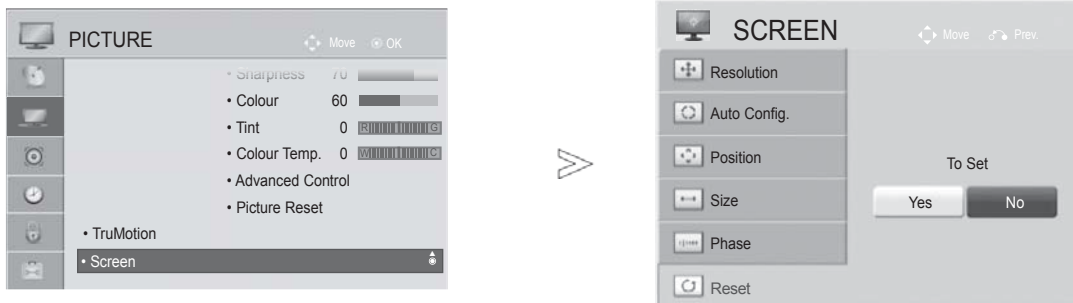 PICTURE
Move OK
• Sharpness 70
• Colour 60
• Tint 0 R G
• Colour Temp. 0 W C
• Advanced Control
• Picture Reset
• TruMotion
• Screen
SCREEN
Move Prev.
Resolution
Auto Config.
Position
Size
Phase
Reset
To Set
Yes No